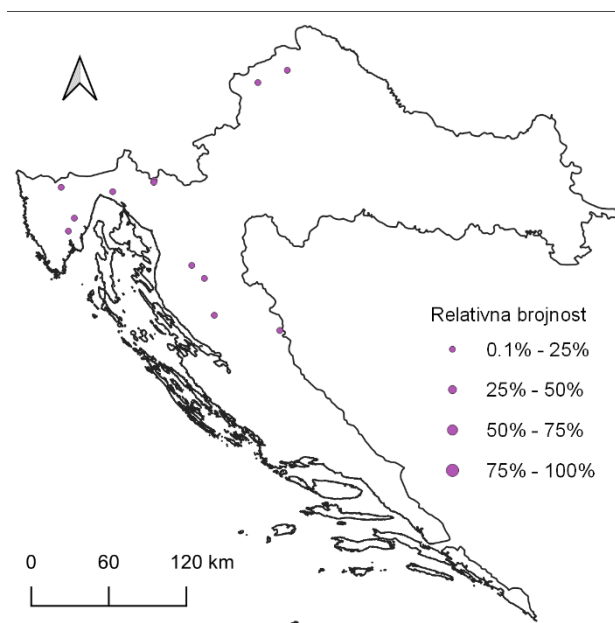 Relativna brojnost
0.1% - 25%
25% - 50%
50% - 75%
75% - 100%
0 60 120 km